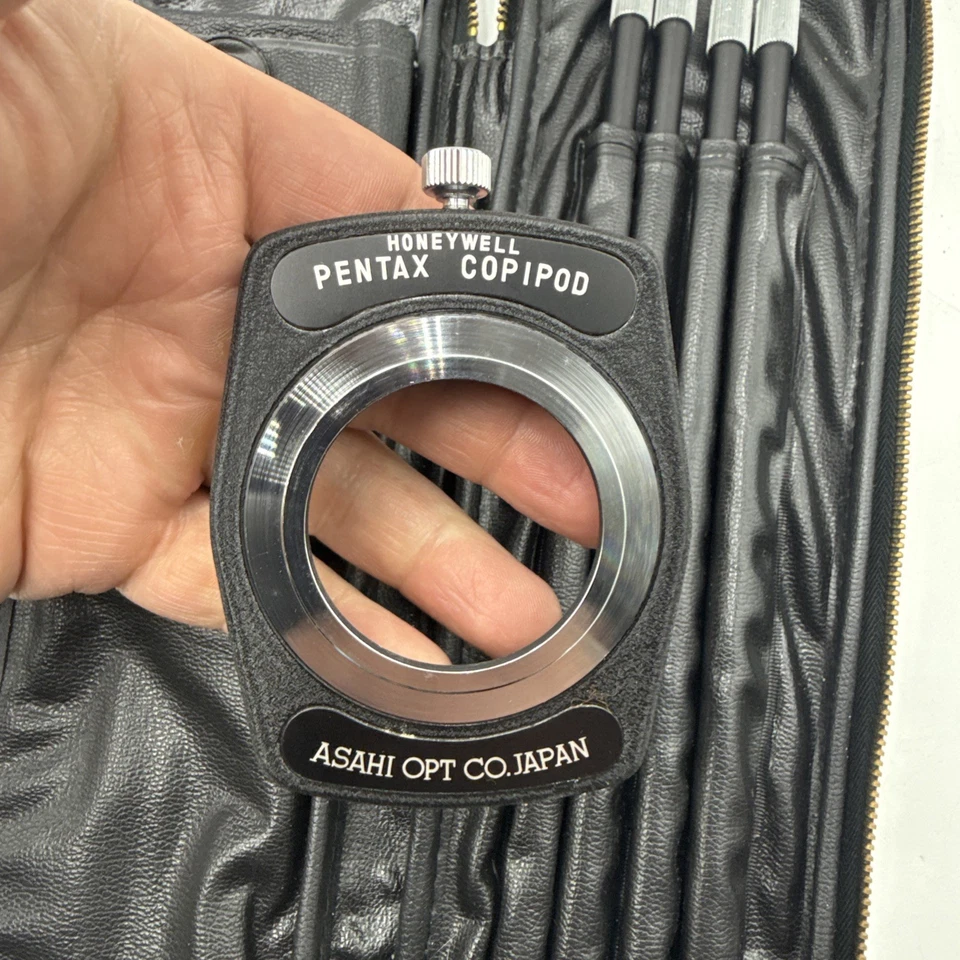 HONEYWELL
PENTAX COPIPOD
ASAHI OPT CO.JAPAN